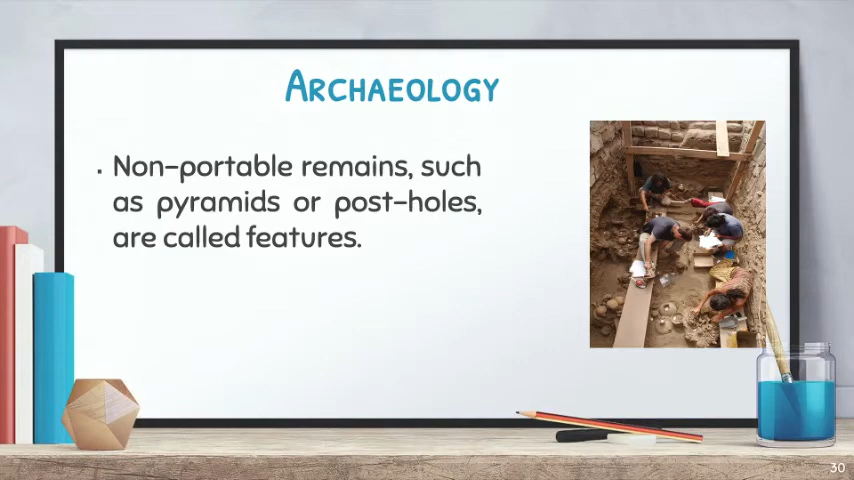 Archaeology
▪ Non-portable remains, such
as pyramids or post-holes,
are called features.
30